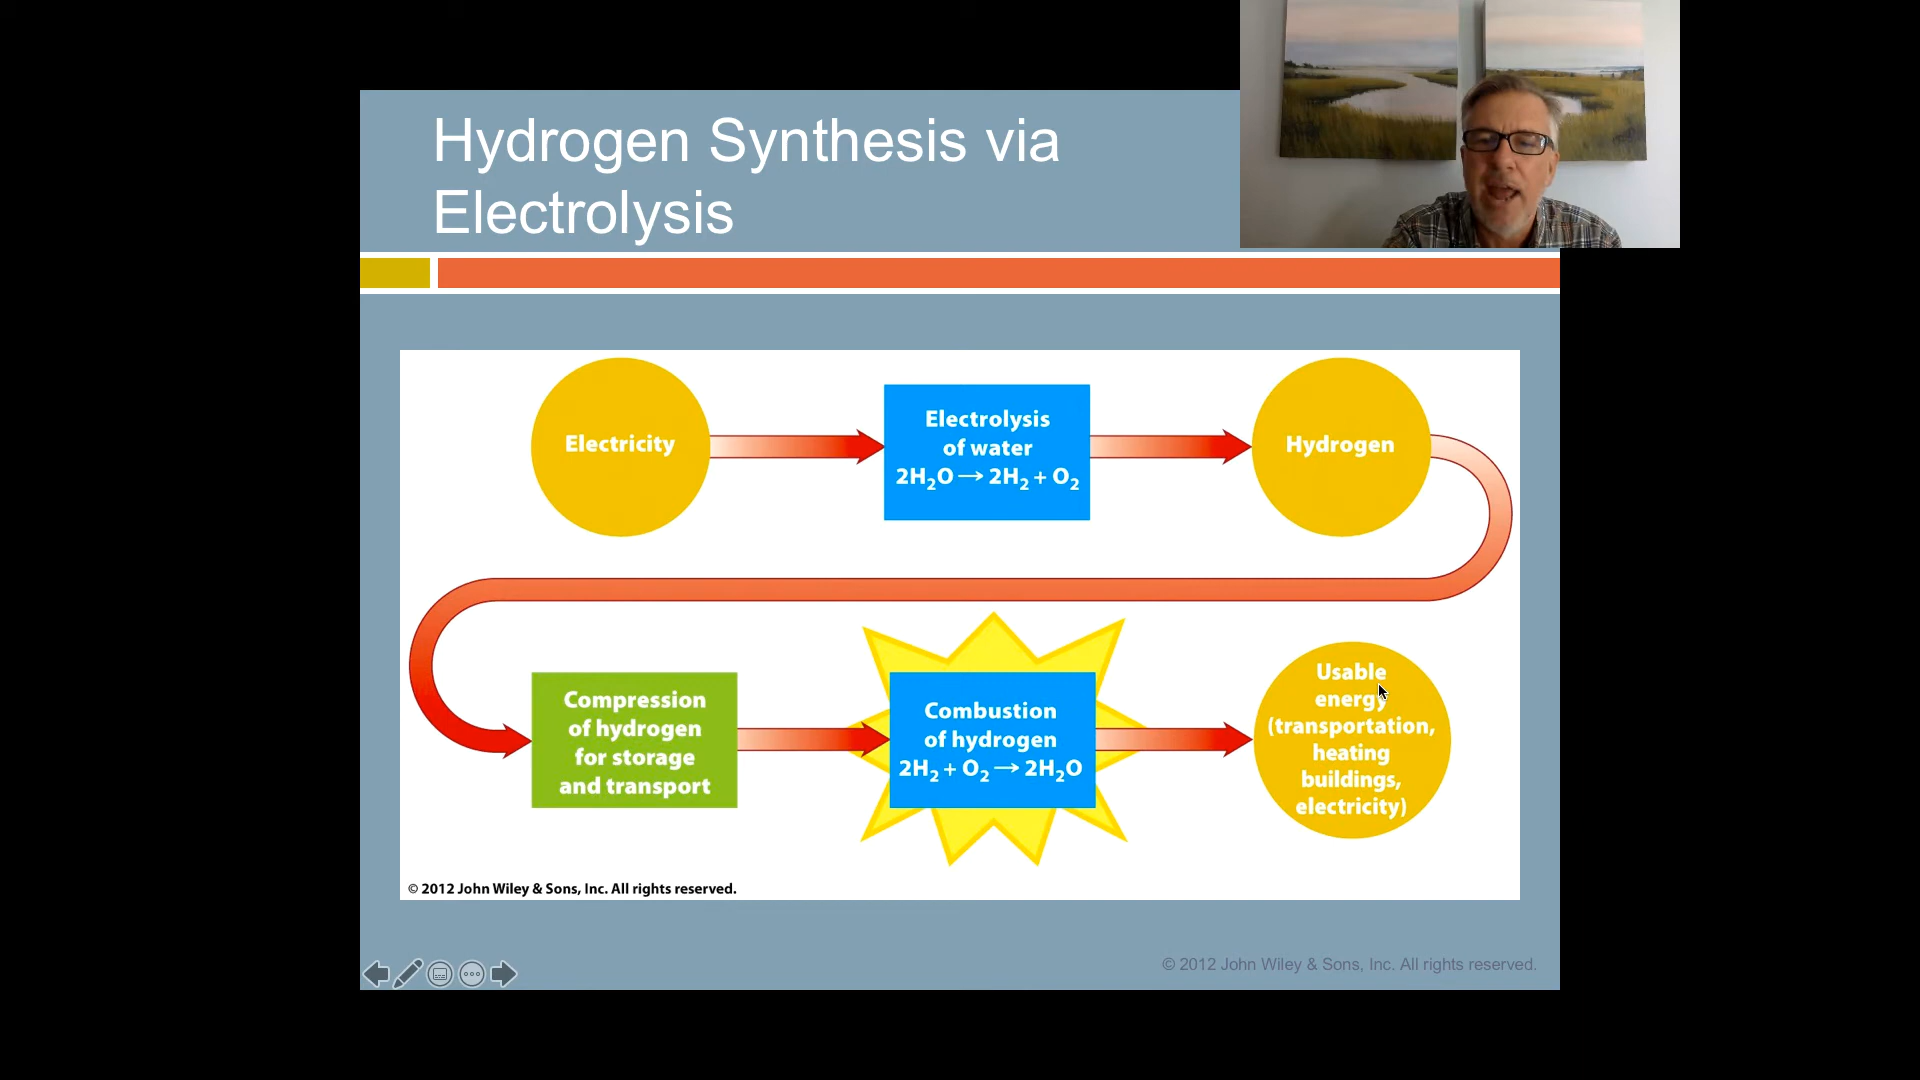 Hydrogen Synthesis via
Electrolysis
Electricity
Electrolysis
of water
2H₂O → 2H₂ + O₂
Hydrogen
Compression
of hydrogen
for storage
and transport
Combustion
of hydrogen
2H₂ + O₂ → 2H₂O
Usable
energy
(transportation,
heating
buildings,
electricity)
© 2012 John Wiley & Sons, Inc. All rights reserved.
© 2012 John Wiley & Sons, Inc. All rights reserved.